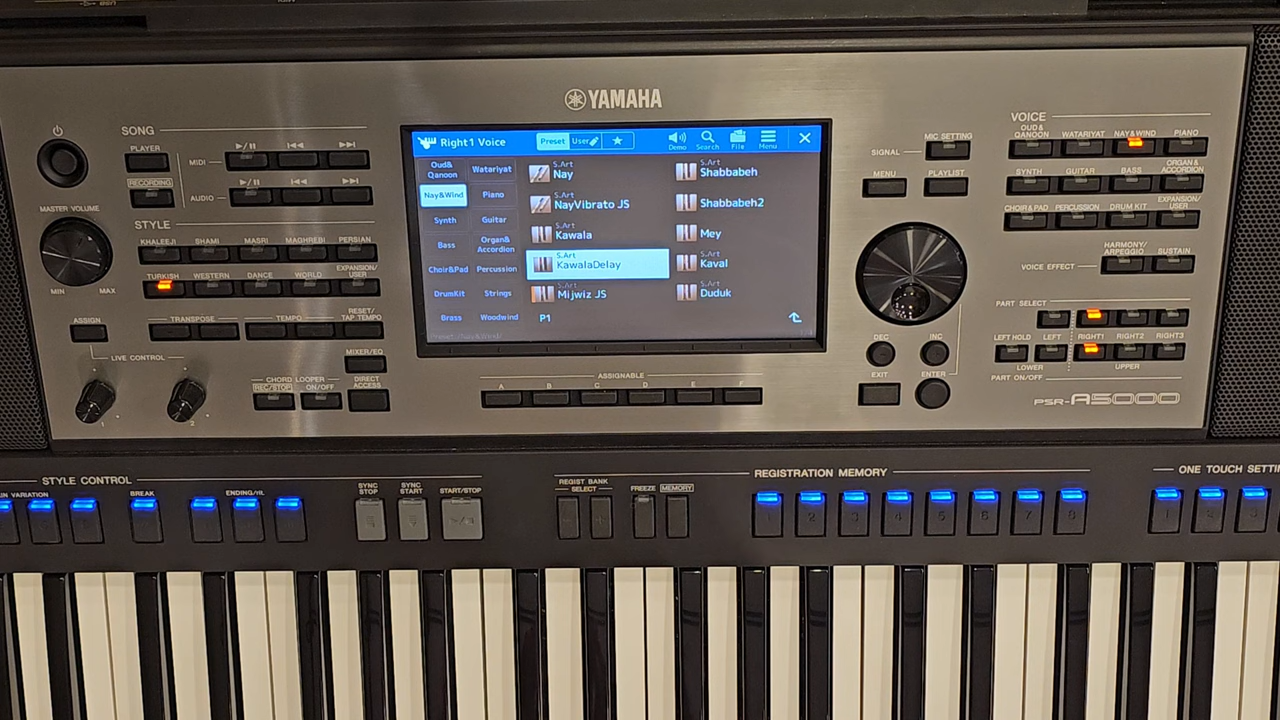 YAMAHA
SONG
PLAYER
RECORDING
MIDI
AUDIO
MASTER VOLUME
MIN
MAX
STYLE
KHALEEJI
SHAMI
MASRI
MAGHREBI
PERSIAN
TURKISH
WESTERN
DANCE
WORLD
EXPANSION/
USER
ASSIGN
TRANSPOSE
TEMPO
RESET/
TAP TEMPO
LIVE CONTROL
1
2
MIXER/EQ
CHORD LOOPER
REC/STOP
ON/OFF
DIRECT
ACCESS
Right1 Voice
Preset
User
Demo
Search
File
Menu
Oud&
Qanoon
Watariyat
Nay&Wind
Piano
Synth
Guitar
Bass
Organ&
Accordion
Choir&Pad
Percussion
DrumKit
Strings
Brass
Woodwind
S.Art
Nay
S.Art
NayVibrato JS
S.Art
Kawala
S.Art
KawalaDelay
S.Art
Mijwiz JS
S.Art
Shabbabeh
Shabbabeh2
Mey
S.Art
Kaval
S.Art
Duduk
P1
ASSIGNABLE
A
B
C
D
E
F
SIGNAL
MIC SETTING
MENU
PLAYLIST
DEC
INC
EXIT
ENTER
VOICE
OUD&
QANOON
WATARIYAT
NAY&WIND
PIANO
SYNTH
GUITAR
BASS
ORGAN &
ACCORDION
CHOIR&PAD
PERCUSSION
DRUM KIT
EXPANSION/
USER
VOICE EFFECT
HARMONY/
ARPEGGIO
SUSTAIN
PART SELECT
LEFT HOLD
LEFT
RIGHT1
RIGHT2
RIGHT3
LOWER
UPPER
PART ON/OFF
PSR-A5000
STYLE CONTROL
VARIATION
BREAK
ENDING/rit.
SYNC
STOP
SYNC
START
START/STOP
REGIST BANK
SELECT
FREEZE
MEMORY
REGISTRATION MEMORY
1
2
3
4
5
6
7
8
ONE TOUCH SETTI
1
2
3